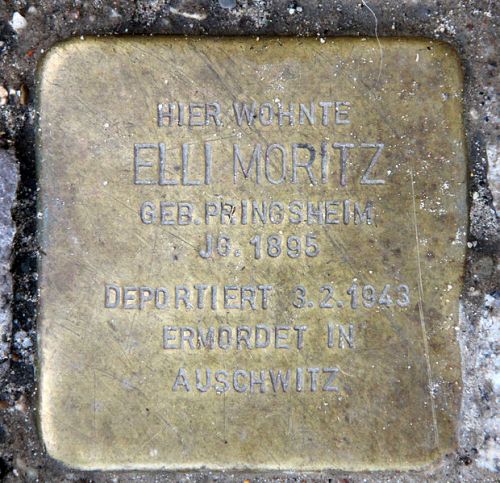 HIER WOHNTE
ELLI MORITZ
GEB. PRINGSHEIM
JG. 1895
DEPORTIERT 3.2.1943
ERMORDET IN
AUSCHWITZ